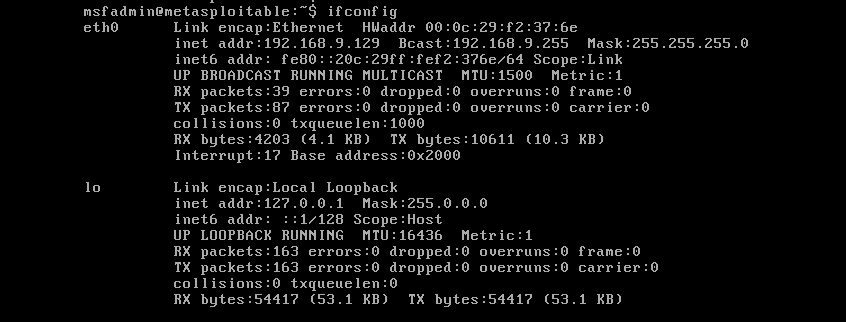 msfadmin@metasploitable:~$ ifconfig
eth0 Link encap:Ethernet HWaddr 00:0c:29:f2:37:6e
inet addr:192.168.9.129 Bcast:192.168.9.255 Mask:255.255.255.0
inet6 addr: fe80::20c:29ff:fef2:376e/64 Scope:Link
UP BROADCAST RUNNING MULTICAST MTU:1500 Metric:1
RX packets:39 errors:0 dropped:0 overruns:0 frame:0
TX packets:87 errors:0 dropped:0 overruns:0 carrier:0
collisions:0 txqueuelen:1000
RX bytes:4203 (4.1 KB) TX bytes:10611 (10.3 KB)
Interrupt:17 Base address:0x2000
lo Link encap:Local Loopback
inet addr:127.0.0.1 Mask:255.0.0.0
inet6 addr: ::1/128 Scope:Host
UP LOOPBACK RUNNING MTU:16436 Metric:1
RX packets:163 errors:0 dropped:0 overruns:0 frame:0
TX packets:163 errors:0 dropped:0 overruns:0 carrier:0
collisions:0 txqueuelen:0
RX bytes:54417 (53.1 KB) TX bytes:54417 (53.1 KB)